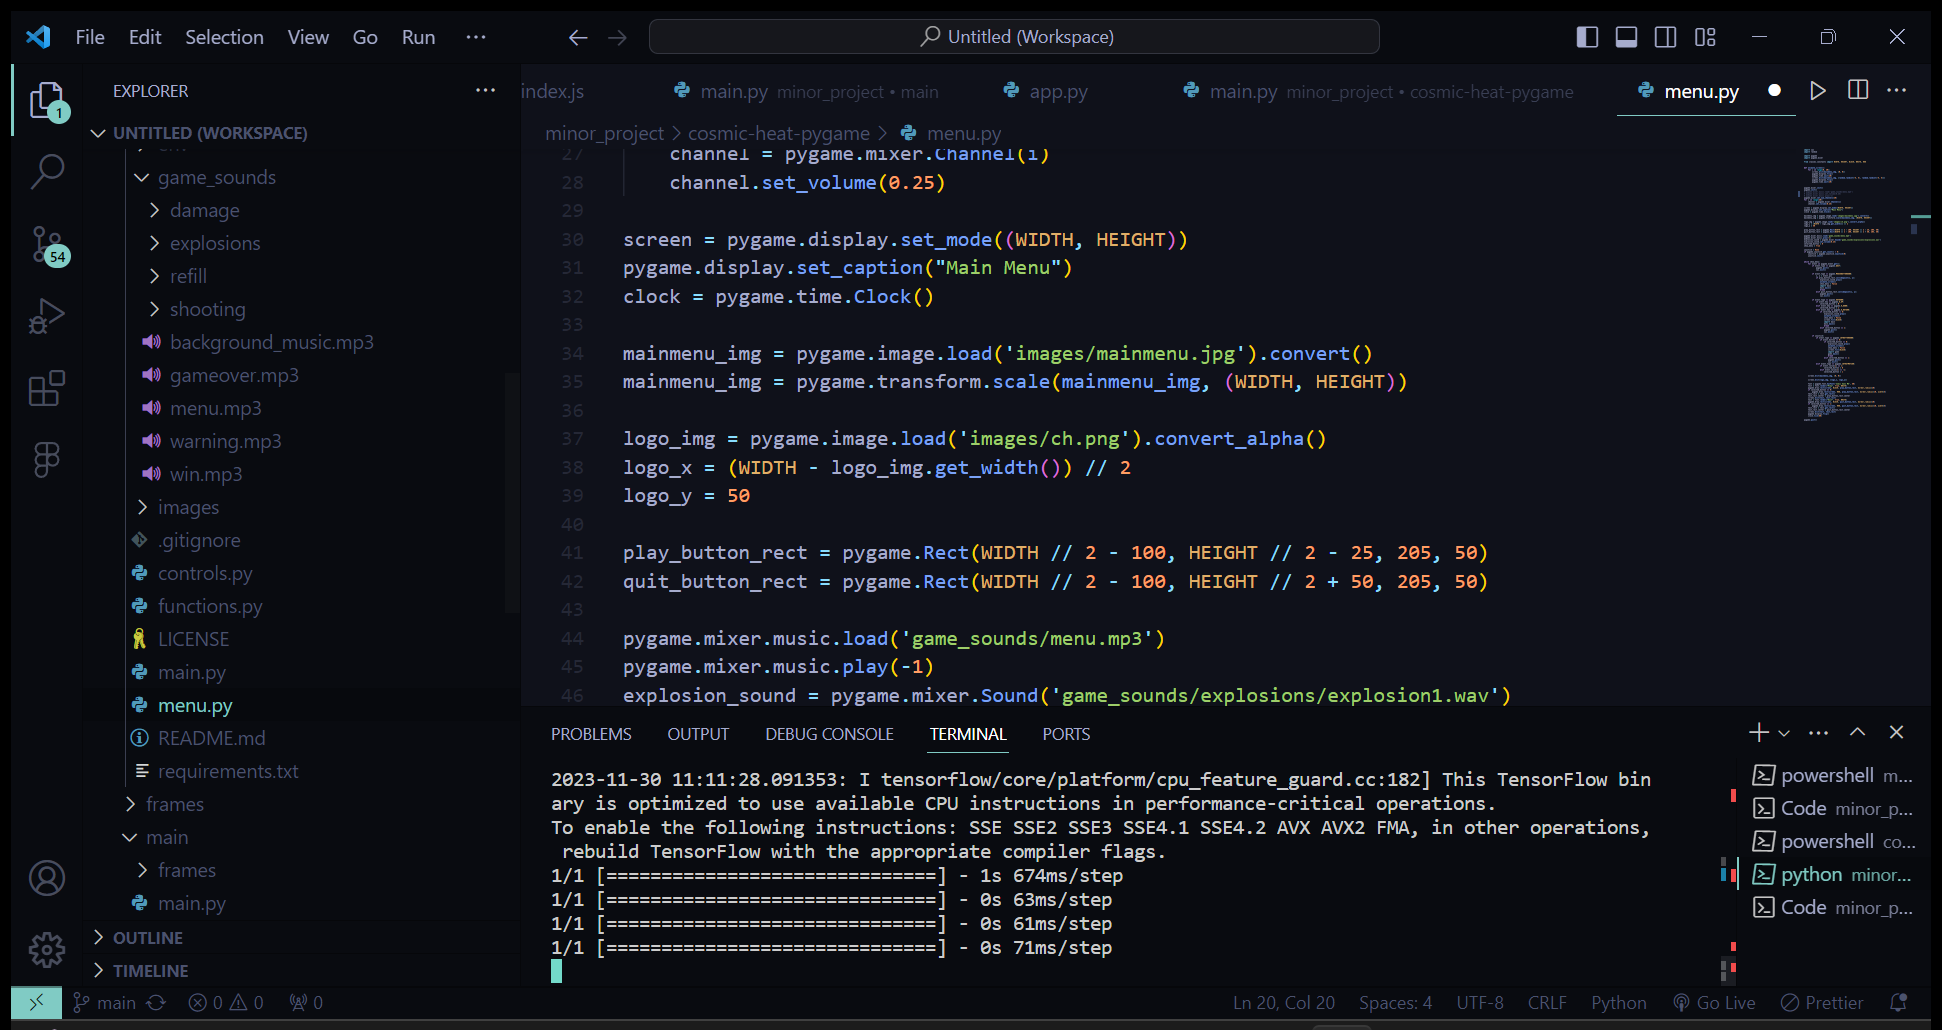 File Edit Selection View Go Run ···
Untitled (Workspace)
EXPLORER
1
54
UNTITLED (WORKSPACE)
game_sounds
damage
explosions
refill
shooting
background_music.mp3
gameover.mp3
menu.mp3
warning.mp3
win.mp3
images
.gitignore
controls.py
functions.py
LICENSE
main.py
menu.py
README.md
requirements.txt
frames
main
frames
main.py
OUTLINE
TIMELINE
index.js
main.py minor_project • main
app.py
main.py minor_project • cosmic-heat-pygame
menu.py
minor_project > cosmic-heat-pygame > menu.py
27 channel = pygame.mixer.Channel(i)
28 channel.set_volume(0.25)
29
30 screen = pygame.display.set_mode((WIDTH, HEIGHT))
31 pygame.display.set_caption("Main Menu")
32 clock = pygame.time.Clock()
33
34 mainmenu_img = pygame.image.load('images/mainmenu.jpg').convert()
35 mainmenu_img = pygame.transform.scale(mainmenu_img, (WIDTH, HEIGHT))
36
37 logo_img = pygame.image.load('images/ch.png').convert_alpha()
38 logo_x = (WIDTH - logo_img.get_width()) // 2
39 logo_y = 50
40
41 play_button_rect = pygame.Rect(WIDTH // 2 - 100, HEIGHT // 2 - 25, 205, 50)
42 quit_button_rect = pygame.Rect(WIDTH // 2 - 100, HEIGHT // 2 + 50, 205, 50)
43
44 pygame.mixer.music.load('game_sounds/menu.mp3')
45 pygame.mixer.music.play(-1)
46 explosion_sound = pygame.mixer.Sound('game_sounds/explosions/explosion1.wav')
PROBLEMS OUTPUT DEBUG CONSOLE TERMINAL PORTS
2023-11-30 11:11:28.091353: I tensorflow/core/platform/cpu_feature_guard.cc:182] This TensorFlow bin
ary is optimized to use available CPU instructions in performance-critical operations.
To enable the following instructions: SSE SSE2 SSE3 SSE4.1 SSE4.2 AVX AVX2 FMA, in other operations,
rebuild TensorFlow with the appropriate compiler flags.
1/1 [==============================] - 1s 674ms/step
1/1 [==============================] - 0s 63ms/step
1/1 [==============================] - 0s 61ms/step
1/1 [==============================] - 0s 71ms/step
powershell m...
Code minor_p...
powershell co...
python minor...
Code minor_p...
main 0 0 0
Ln 20, Col 20 Spaces: 4 UTF-8 CRLF Python Go Live Prettier